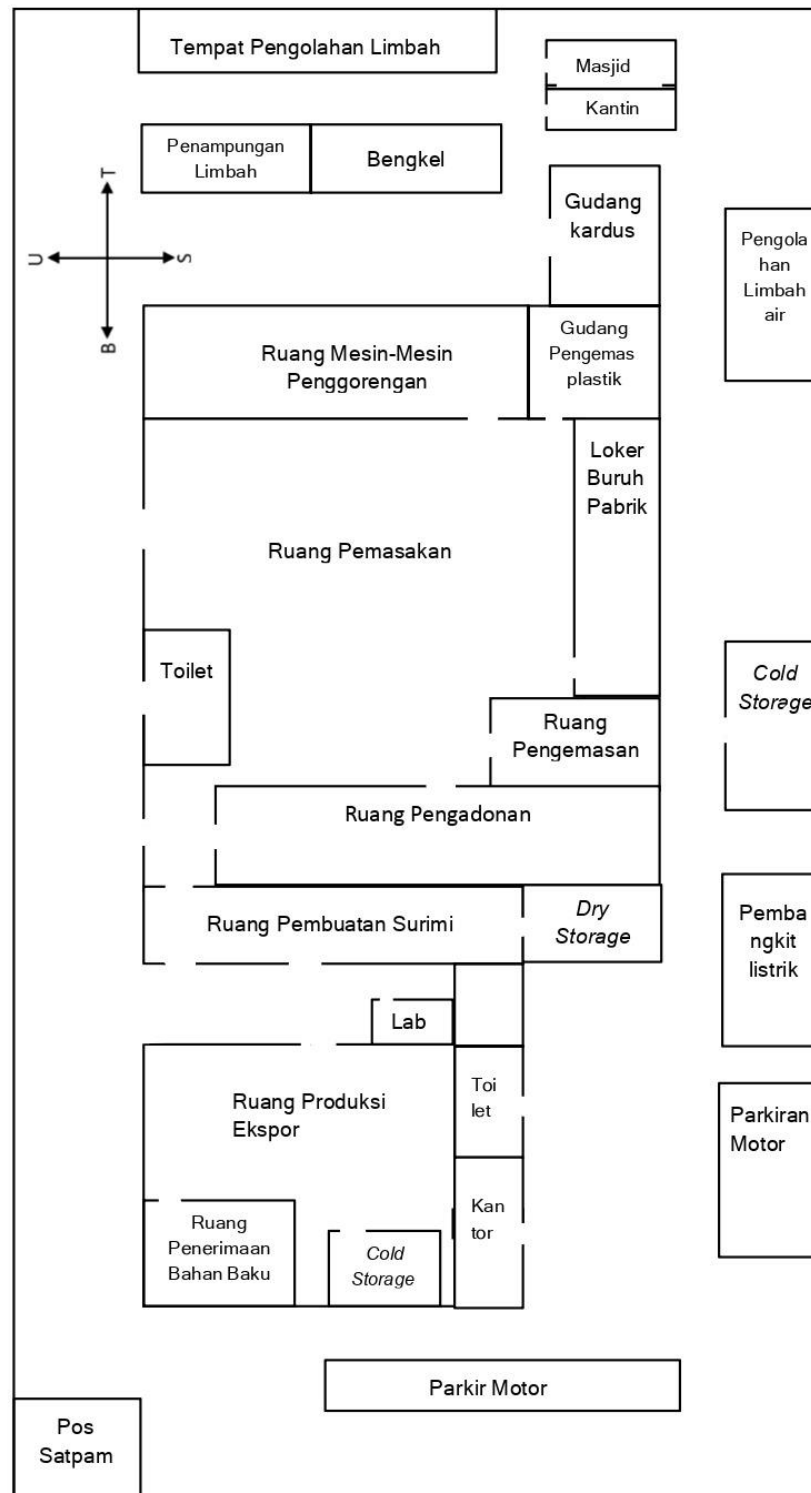 Tempat Pengolahan Limbah
Masjid
Kantin
Penampungan
Limbah
Bengkel
T
U
S
B
Gudang
kardus
Pengola
han
Limbah
air
Ruang Mesin-Mesin
Penggorengan
Gudang
Pengemas
plastik
Loker
Buruh
Pabrik
Ruang Pemasakan
Toilet
Cold
Storage
Ruang
Pengemasan
Ruang Pengadonan
Ruang Pembuatan Surimi
Dry
Storage
Pemba
ngkit
listrik
Lab
Ruang Produksi
Ekspor
Toi
let
Parkiran
Motor
Ruang
Penerimaan
Bahan Baku
Cold
Storage
Kan
tor
Parkir Motor
Pos
Satpam